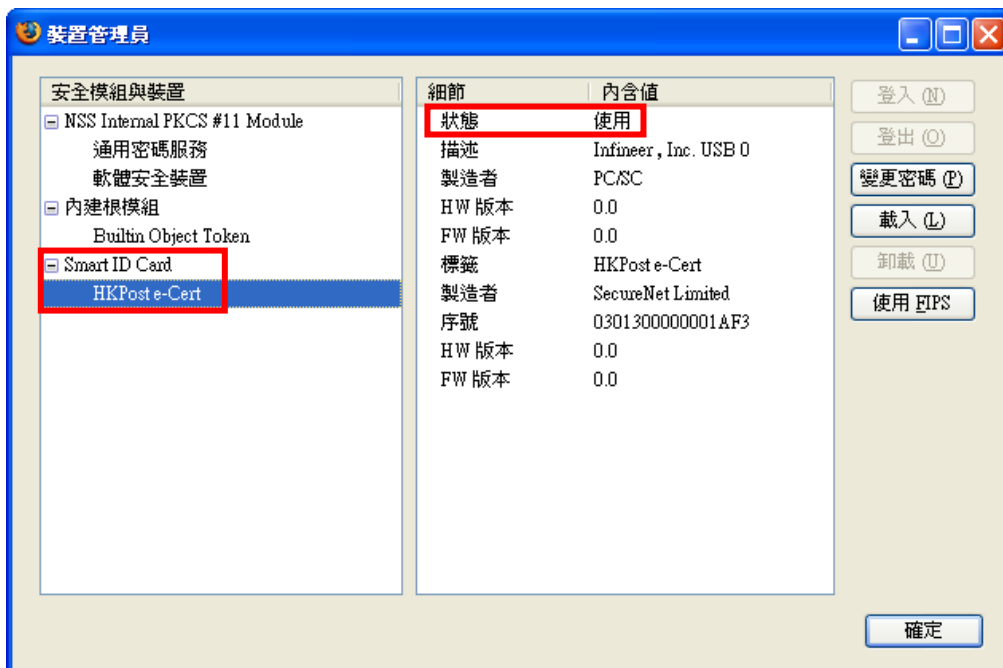 裝置管理員
安全模組與裝置
NSS Internal PKCS #11 Module
通用密碼服務
軟體安全裝置
內建根模組
Builtin Object Token
Smart ID Card
HKPost e-Cert
細節 內含值
狀態 使用
描述 Infineer , Inc. USB 0
製造者 PC/SC
HW 版本 0.0
FW 版本 0.0
標籤 HKPost e-Cert
製造者 SecureNet Limited
序號 0301300000001AF3
HW 版本 0.0
FW 版本 0.0
登入 (N)
登出 (O)
變更密碼 (P)
載入 (L)
卸載 (U)
使用 FIPS
確定